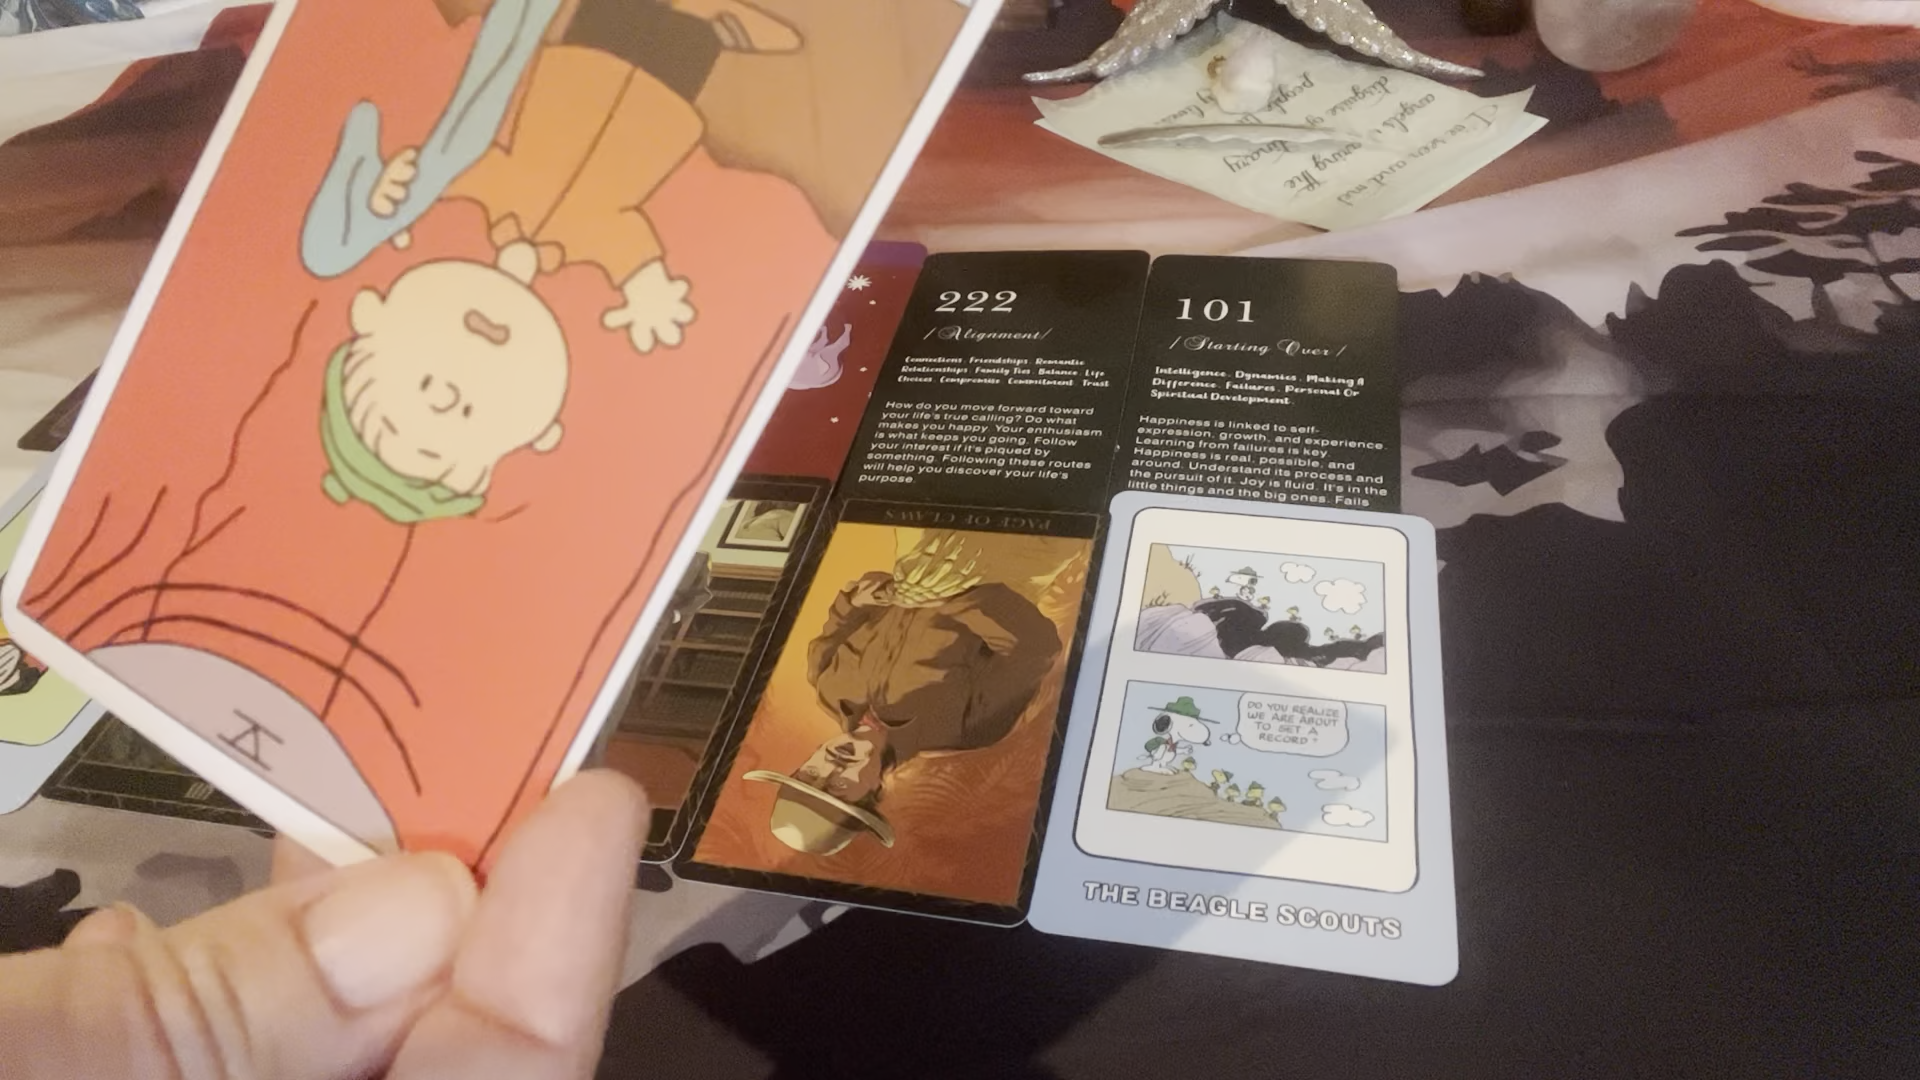 222
/Alignment/
Connections. Friendships. Romantic
Relationships. Family Ties. Balance. Life
Choices. Compromise. Commitment. Trust
How do you move forward toward
your life's true calling? Do what
makes you happy. Your enthusiasm
is what keeps you going. Follow
your interest if it's piqued by
something. Following these routes
will help you discover your life's
purpose.
101
/Starting Over/
Intelligence. Dynamics. Making A
Difference. Failures. Personal Or
Spiritual Development.
Happiness is linked to self-
expression, growth, and experience.
Learning from failures is key.
Happiness is real, possible, and
around. Understand its process and
the pursuit of it. Joy is fluid. It's in the
little things and the big ones. Fails
PAGE OF CLAWS
DO YOU REALIZE
WE ARE ABOUT
TO SET A
RECORD?
THE BEAGLE SCOUTS
angels
disguise
people